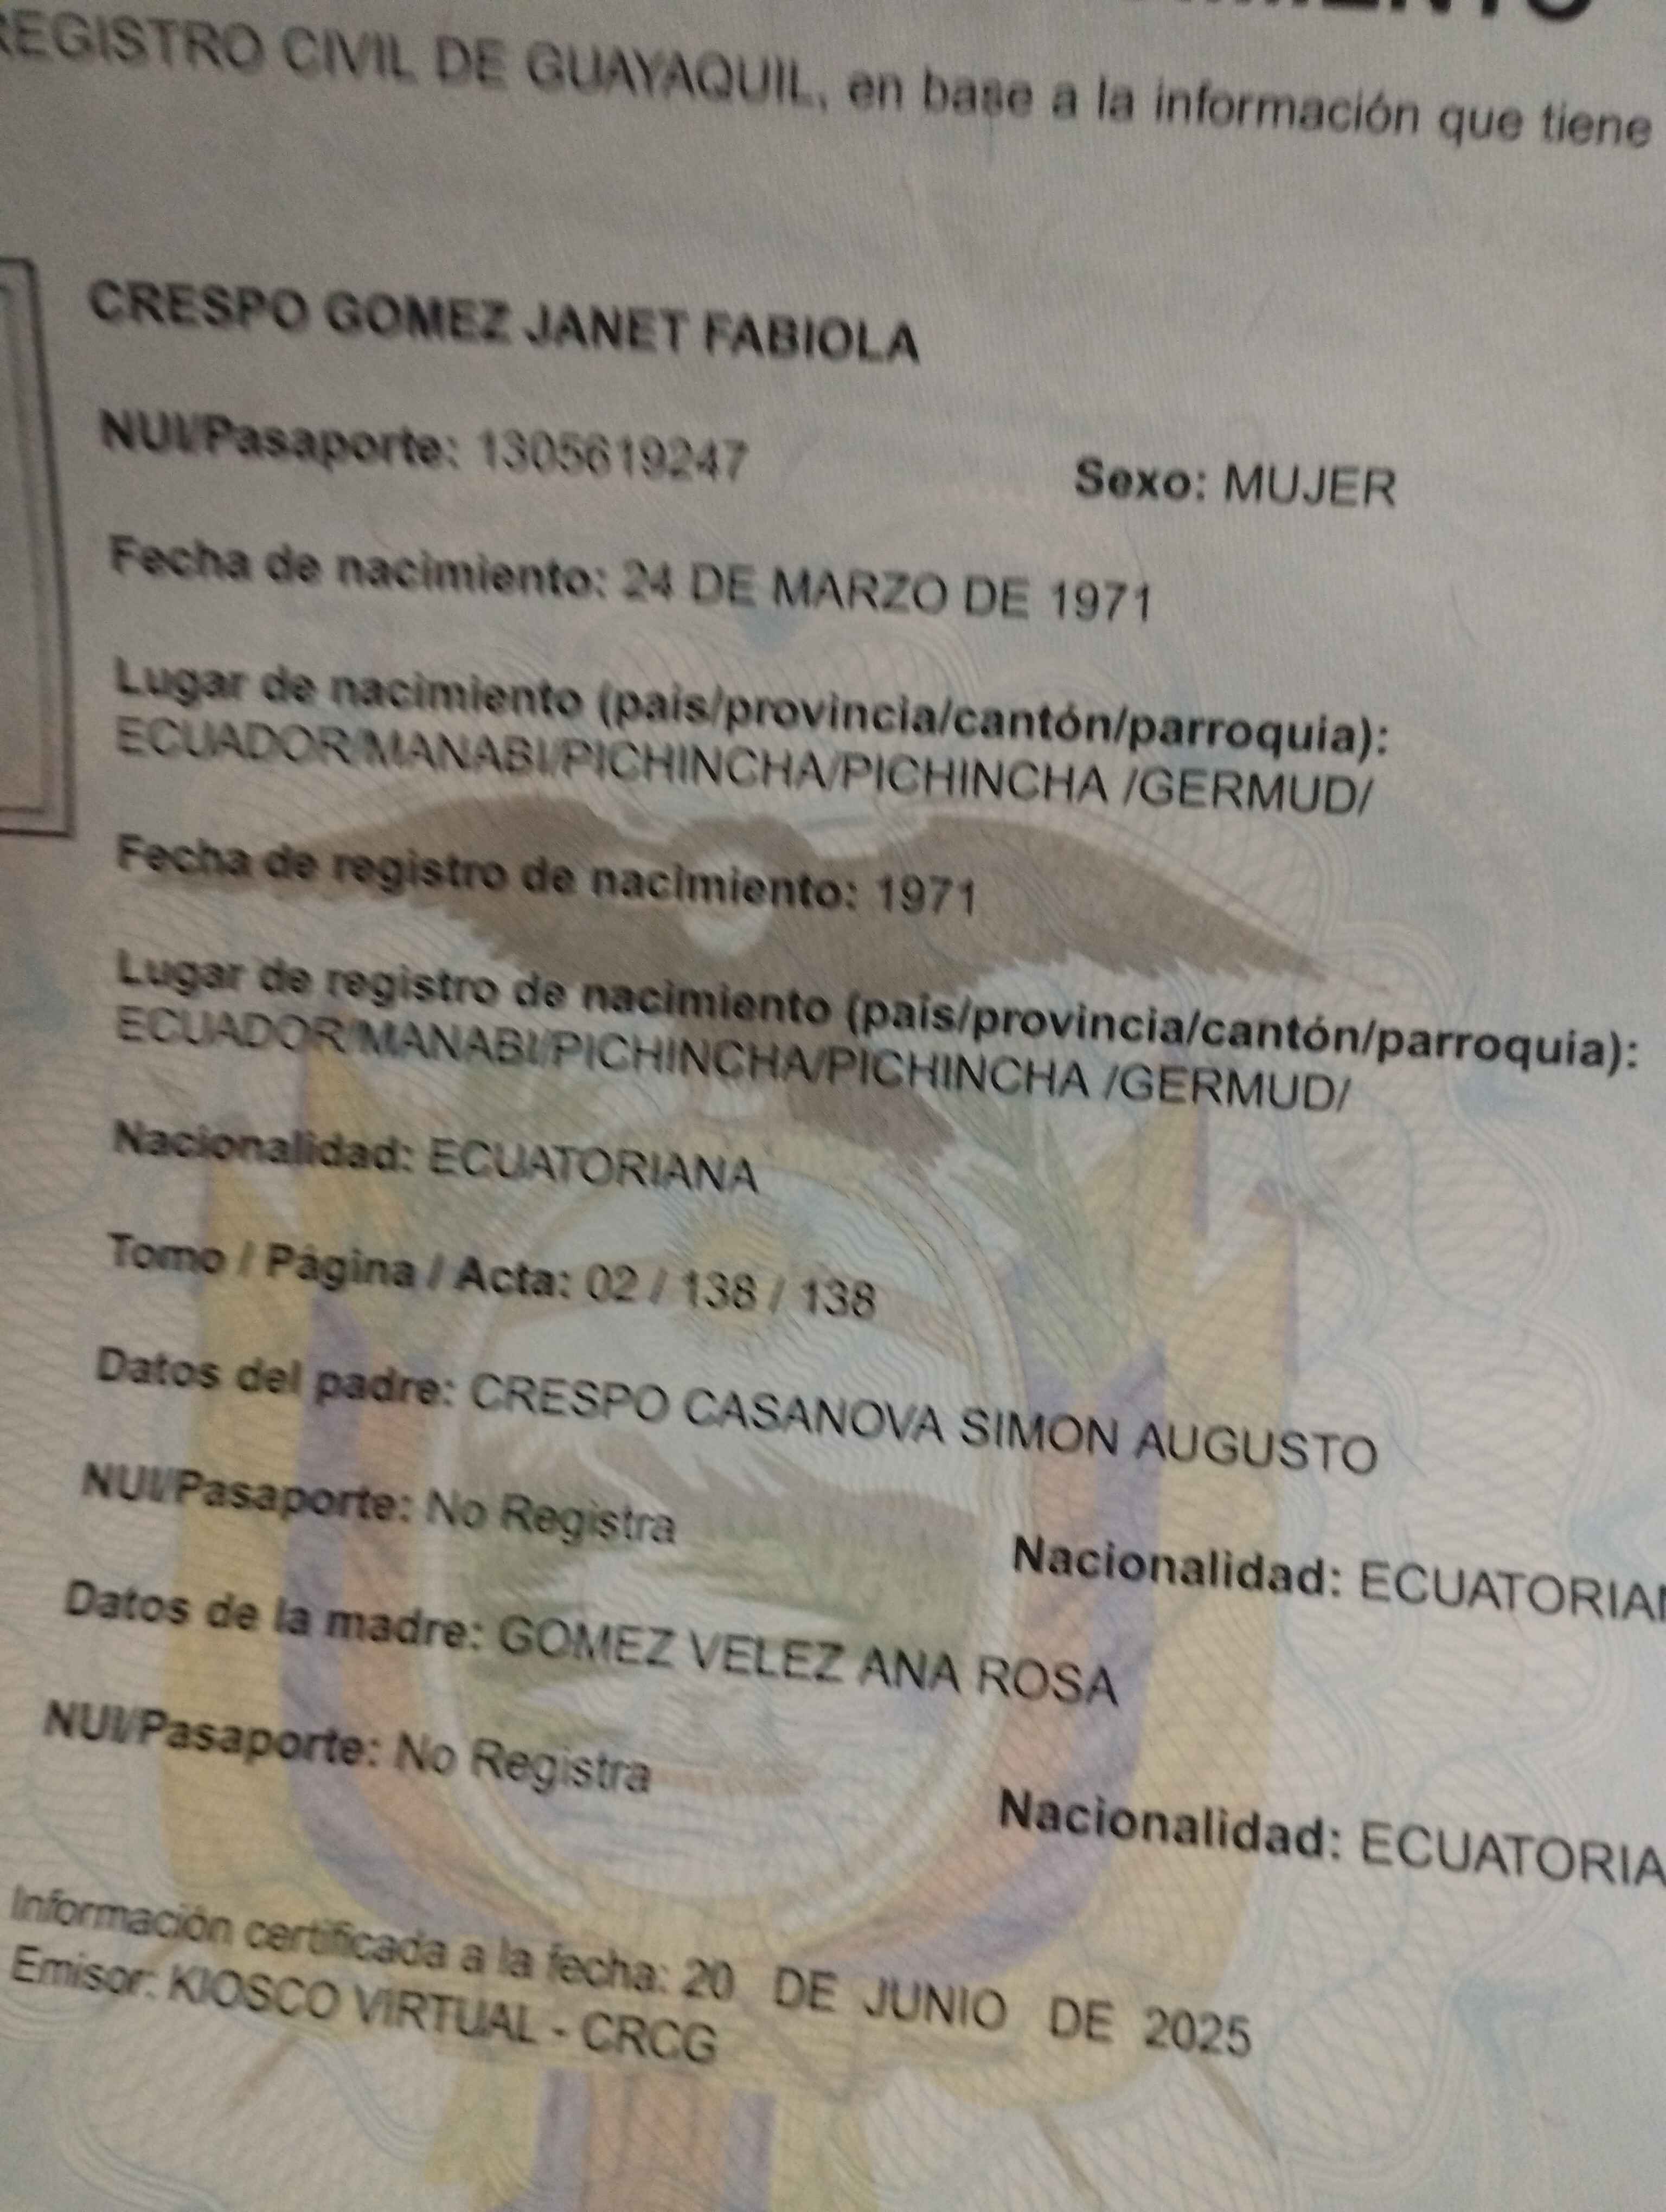 REGISTRO CIVIL DE GUAYAQUIL, en base a la información que tiene
CRESPO GOMEZ JANET FABIOLA
NUI/Pasaporte: 1305619247 Sexo: MUJER
Fecha de nacimiento: 24 DE MARZO DE 1971
Lugar de nacimiento (país/provincia/cantón/parroquia):
ECUADOR/MANABI/PICHINCHA/PICHINCHA /GERMUD/
Fecha de registro de nacimiento: 1971
Lugar de registro de nacimiento (país/provincia/cantón/parroquia):
ECUADOR/MANABI/PICHINCHA/PICHINCHA /GERMUD/
Nacionalidad: ECUATORIANA
Tomo / Página / Acta: 02 / 138 / 138
Datos del padre: CRESPO CASANOVA SIMON AUGUSTO
NUI/Pasaporte: No Registra Nacionalidad: ECUATORIAN
Datos de la madre: GOMEZ VELEZ ANA ROSA
NUI/Pasaporte: No Registra Nacionalidad: ECUATORIA
Información certificada a la fecha: 20 DE JUNIO DE 2025
Emisor: KIOSCO VIRTUAL - CRCG